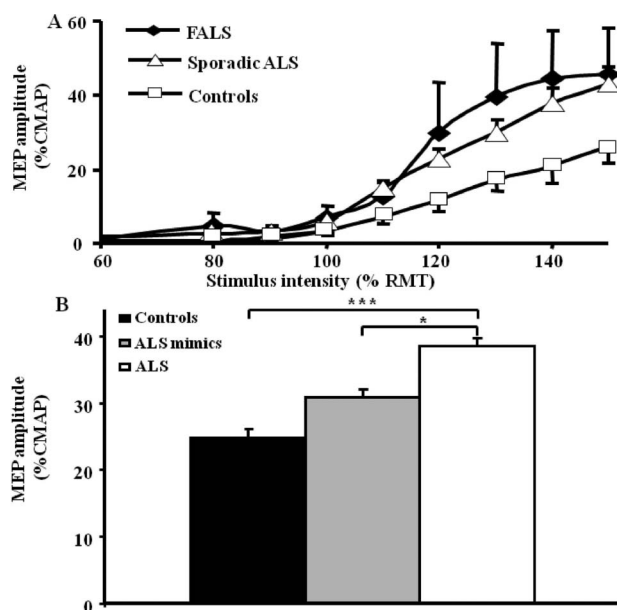 A
60
FALS
Sporadic ALS
Controls
40
20
0
MEP amplitude
(%CMAP)
60 80 100 120 140
Stimulus intensity (% RMT)
B
Controls
ALS mimics
ALS
***
*
40
30
20
10
0
MEP amplitude
(%CMAP)